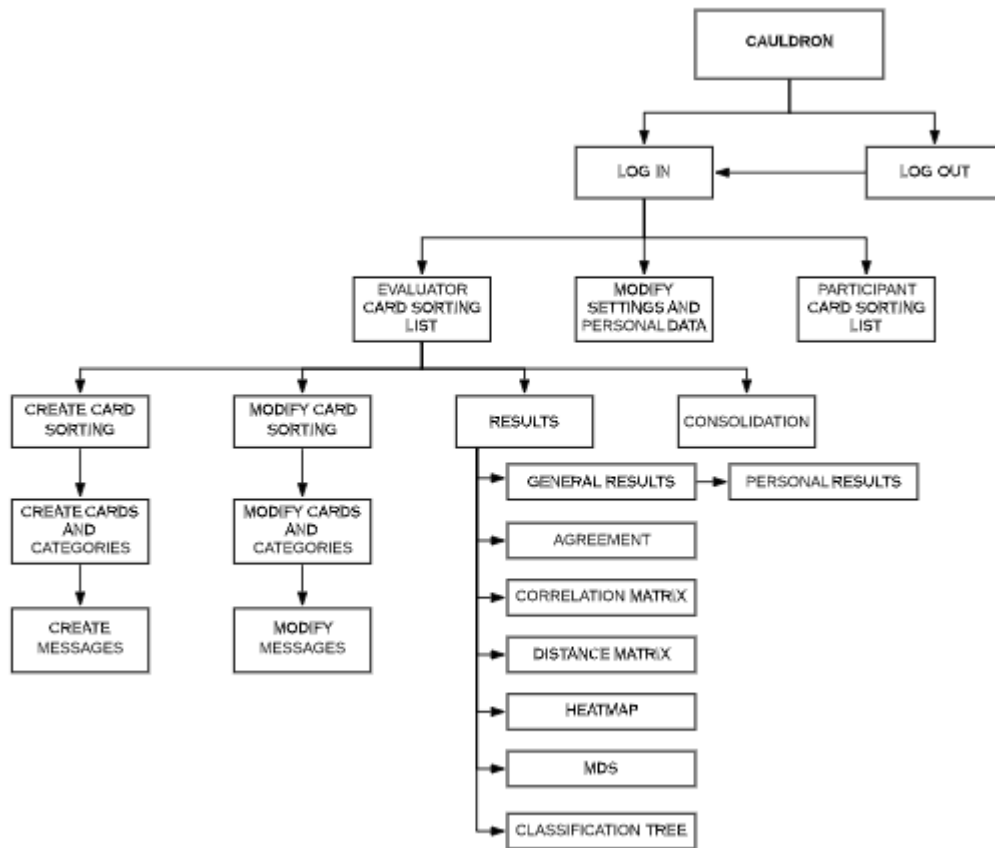 CAULDRON
LOG IN
LOG OUT
EVALUATOR
CARD SORTING
LIST
MODIFY
SETTINGS AND
PERSONAL DATA
PARTICIPANT
CARD SORTING
LIST
CREATE CARD
SORTING
MODIFY CARD
SORTING
RESULTS
CONSOLIDATION
GENERAL RESULTS
PERSONAL RESULTS
CREATE CARDS
AND
CATEGORIES
MODIFY CARDS
AND
CATEGORIES
AGREEMENT
CORRELATION MATRIX
CREATE
MESSAGES
MODIFY
MESSAGES
DISTANCE MATRIX
HEATMAP
MDS
CLASSIFICATION TREE